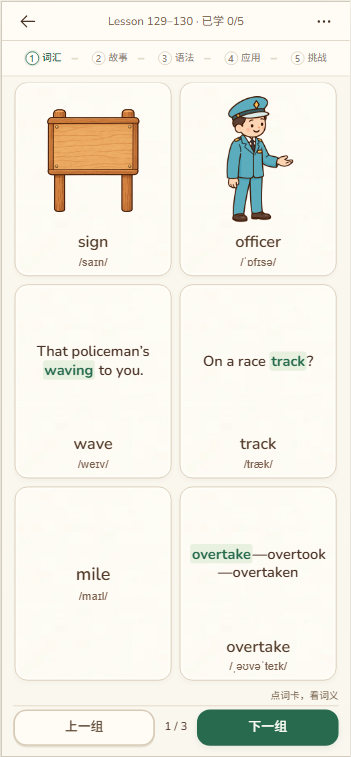 Lesson 129–130 · 已学 0/5
1 词汇 – 2 故事 – 3 语法 – 4 应用 – 5 挑战
sign
/saɪn/
officer
/ˈɒfɪsə/
That policeman's
waving to you.
wave
/weɪv/
On a race track?
track
/træk/
mile
/maɪl/
overtake—overtook
—overtaken
overtake
/ˌəʊvəˈteɪk/
点词卡，看词义
上一组
1 / 3
下一组